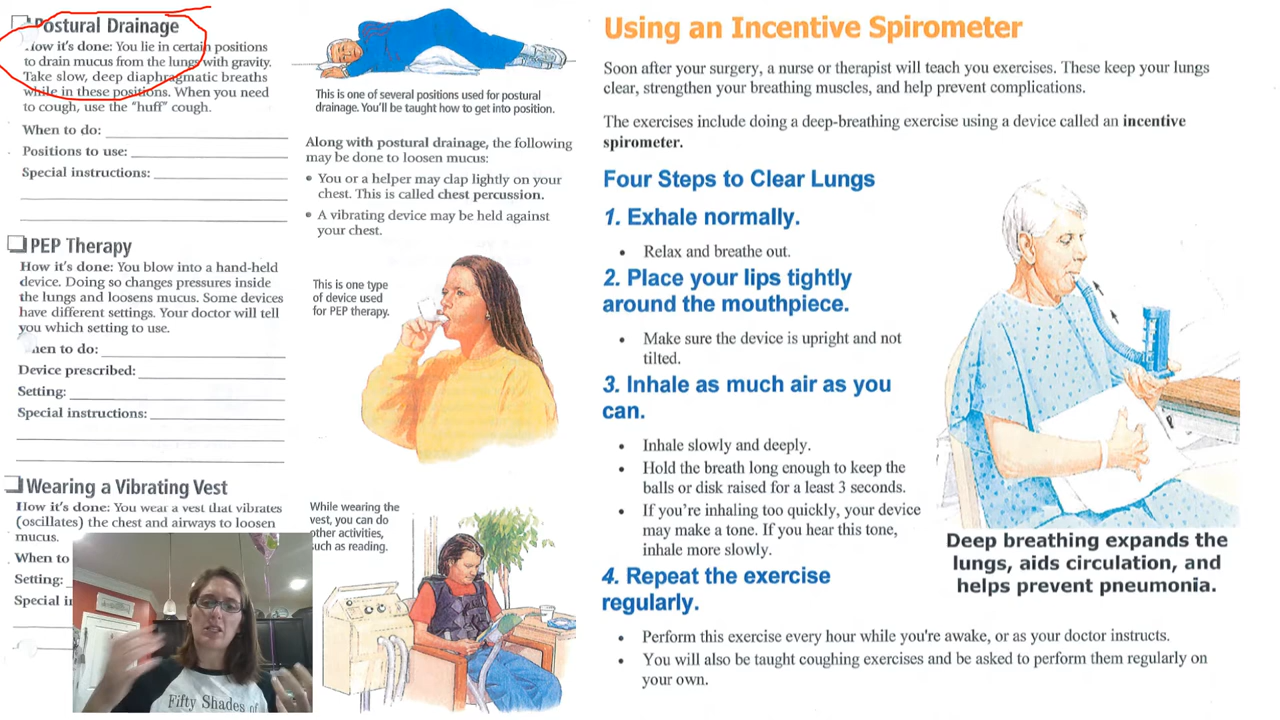 Postural Drainage
How it's done: You lie in certain positions
to drain mucus from the lungs with gravity.
Take slow, deep diaphragmatic breaths
while in these positions. When you need
to cough, use the "huff" cough.
When to do:
Positions to use:
Special instructions:
This is one of several positions used for postural
drainage. You'll be taught how to get into position.
Along with postural drainage, the following
may be done to loosen mucus:
• You or a helper may clap lightly on your
chest. This is called chest percussion.
• A vibrating device may be held against
your chest.
PEP Therapy
How it's done: You blow into a hand-held
device. Doing so changes pressures inside
the lungs and loosens mucus. Some devices
have different settings. Your doctor will tell
you which setting to use.
When to do:
Device prescribed:
Setting:
Special instructions:
This is one type
of device used
for PEP therapy.
Wearing a Vibrating Vest
How it's done: You wear a vest that vibrates
(oscillates) the chest and airways to loosen
mucus.
When to
Setting:
Special i
While wearing the
vest, you can do
other activities,
such as reading.
Fifty Shades of
Using an Incentive Spirometer
Soon after your surgery, a nurse or therapist will teach you exercises. These keep your lungs
clear, strengthen your breathing muscles, and help prevent complications.
The exercises include doing a deep-breathing exercise using a device called an incentive
spirometer.
Four Steps to Clear Lungs
1. Exhale normally.
• Relax and breathe out.
2. Place your lips tightly
around the mouthpiece.
• Make sure the device is upright and not
tilted.
3. Inhale as much air as you
can.
• Inhale slowly and deeply.
• Hold the breath long enough to keep the
balls or disk raised for a least 3 seconds.
• If you're inhaling too quickly, your device
may make a tone. If you hear this tone,
inhale more slowly.
4. Repeat the exercise
regularly.
• Perform this exercise every hour while you're awake, or as your doctor instructs.
• You will also be taught coughing exercises and be asked to perform them regularly on
your own.
Deep breathing expands the
lungs, aids circulation, and
helps prevent pneumonia.